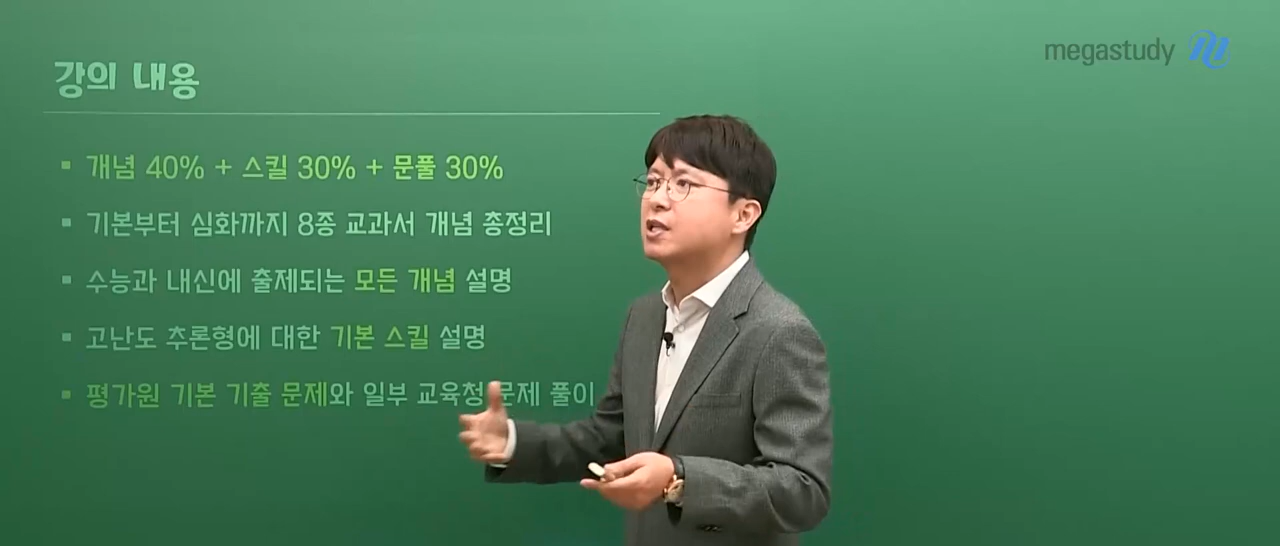 megastudy
강의 내용
▪ 개념 40% + 스킬 30% + 문풀 30%
▪ 기본부터 심화까지 8종 교과서 개념 총정리
▪ 수능과 내신에 출제되는 모든 개념 설명
▪ 고난도 추론형에 대한 기본 스킬 설명
▪ 평가원 기본 기출 문제와 일부 교육청 문제 풀이